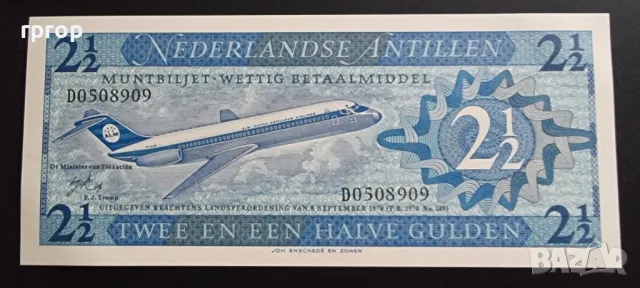 rprop
2½ NEDERLANDSE ANTILLEN 2½
MUNTBILJET·WETTIG BETAALMIDDEL
D0508909
ALM
2½
De Minister van Financiën
D0508909
UITGEGEVEN KRACHTENS LANDSVERORDENING VAN 8 SEPTEMBER 1970 (P.B. 1970 No.
2½ TWEE EN EEN HALVE GULDEN 2½
JOH. ENSCHEDÉ EN ZONEN
BAZAR